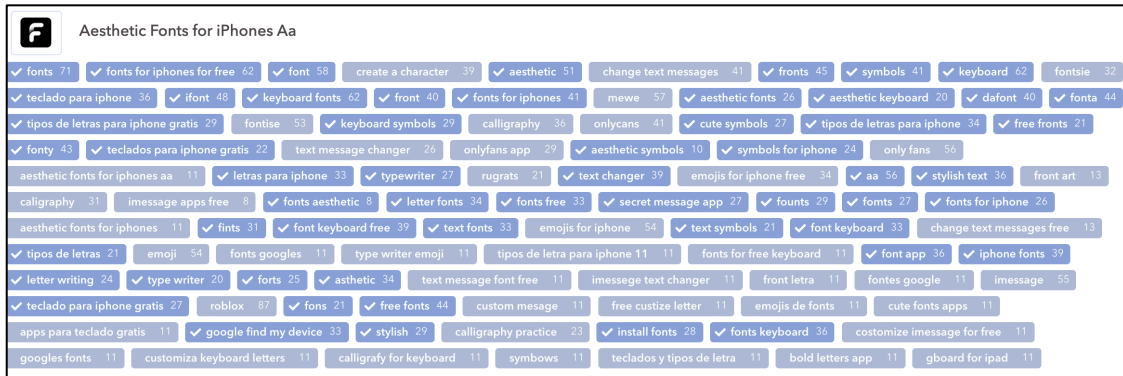 F Aesthetic Fonts for iPhones Aa
✓ fonts 71 ✓ fonts for iphones for free 62 ✓ font 58 create a character 39 ✓ aesthetic 51 change text messages 41 ✓ fronts 45 ✓ symbols 41 ✓ keyboard 62 fontsie 32
✓ teclado para iphone 36 ✓ ifont 48 ✓ keyboard fonts 62 ✓ front 40 ✓ fonts for iphones 41 mewe 57 ✓ aesthetic fonts 26 ✓ aesthetic keyboard 20 ✓ dafont 40 ✓ fonta 44
✓ tipos de letras para iphone gratis 29 fontise 53 ✓ keyboard symbols 29 calligraphy 36 onlycans 41 ✓ cute symbols 27 ✓ tipos de letras para iphone 34 ✓ free fronts 21
✓ fonty 43 ✓ teclados para iphone gratis 22 text message changer 26 onlyfans app 29 ✓ aesthetic symbols 10 ✓ symbols for iphone 24 only fans 56
aesthetic fonts for iphones aa 11 ✓ letras para iphone 33 ✓ typewriter 27 rugrats 21 ✓ text changer 39 emojis for iphone free 34 ✓ aa 56 ✓ stylish text 36 front art 13
caligraphy 31 imessage apps free 8 ✓ fonts aesthetic 8 ✓ letter fonts 34 ✓ fonts free 33 ✓ secret message app 27 ✓ founts 29 ✓ fomts 27 ✓ fonts for iphone 26
aesthetic fonts for iphones 11 ✓ fints 31 ✓ font keyboard free 39 ✓ text fonts 33 emojis for iphone 54 ✓ text symbols 21 ✓ font keyboard 33 change text messages free 13
✓ tipos de letras 21 emoji 54 fonts googles 11 type writer emoji 11 tipos de letra para iphone 11 11 fonts for free keyboard 11 ✓ font app 36 ✓ iphone fonts 39
✓ letter writing 24 ✓ type writer 20 ✓ forts 25 ✓ asthetic 34 text message font free 11 imessege text changer 11 front letra 11 fontes google 11 imessage 55
✓ teclado para iphone gratis 27 roblox 87 ✓ fons 21 ✓ free fonts 44 custom mesage 11 free custize letter 11 emojis de fonts 11 cute fonts apps 11
apps para teclado gratis 11 ✓ google find my device 33 ✓ stylish 29 calligraphy practice 23 ✓ install fonts 28 ✓ fonts keyboard 36 costomize imessage for free 11
googles fonts 11 customiza keyboard letters 11 calligrafy for keyboard 11 symbows 11 teclados y tipos de letra 11 bold letters app 11 gboard for ipad 11